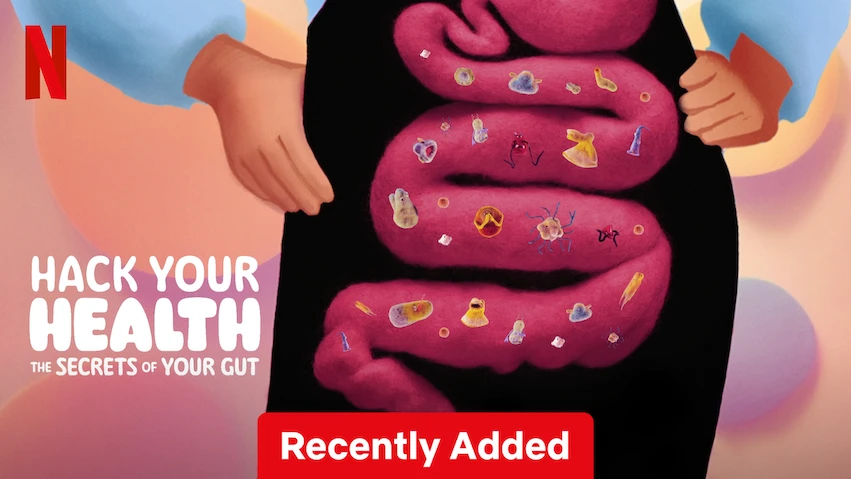 N
HACK YOUR
HEALTH
THE SECRETS OF YOUR GUT
Recently Added